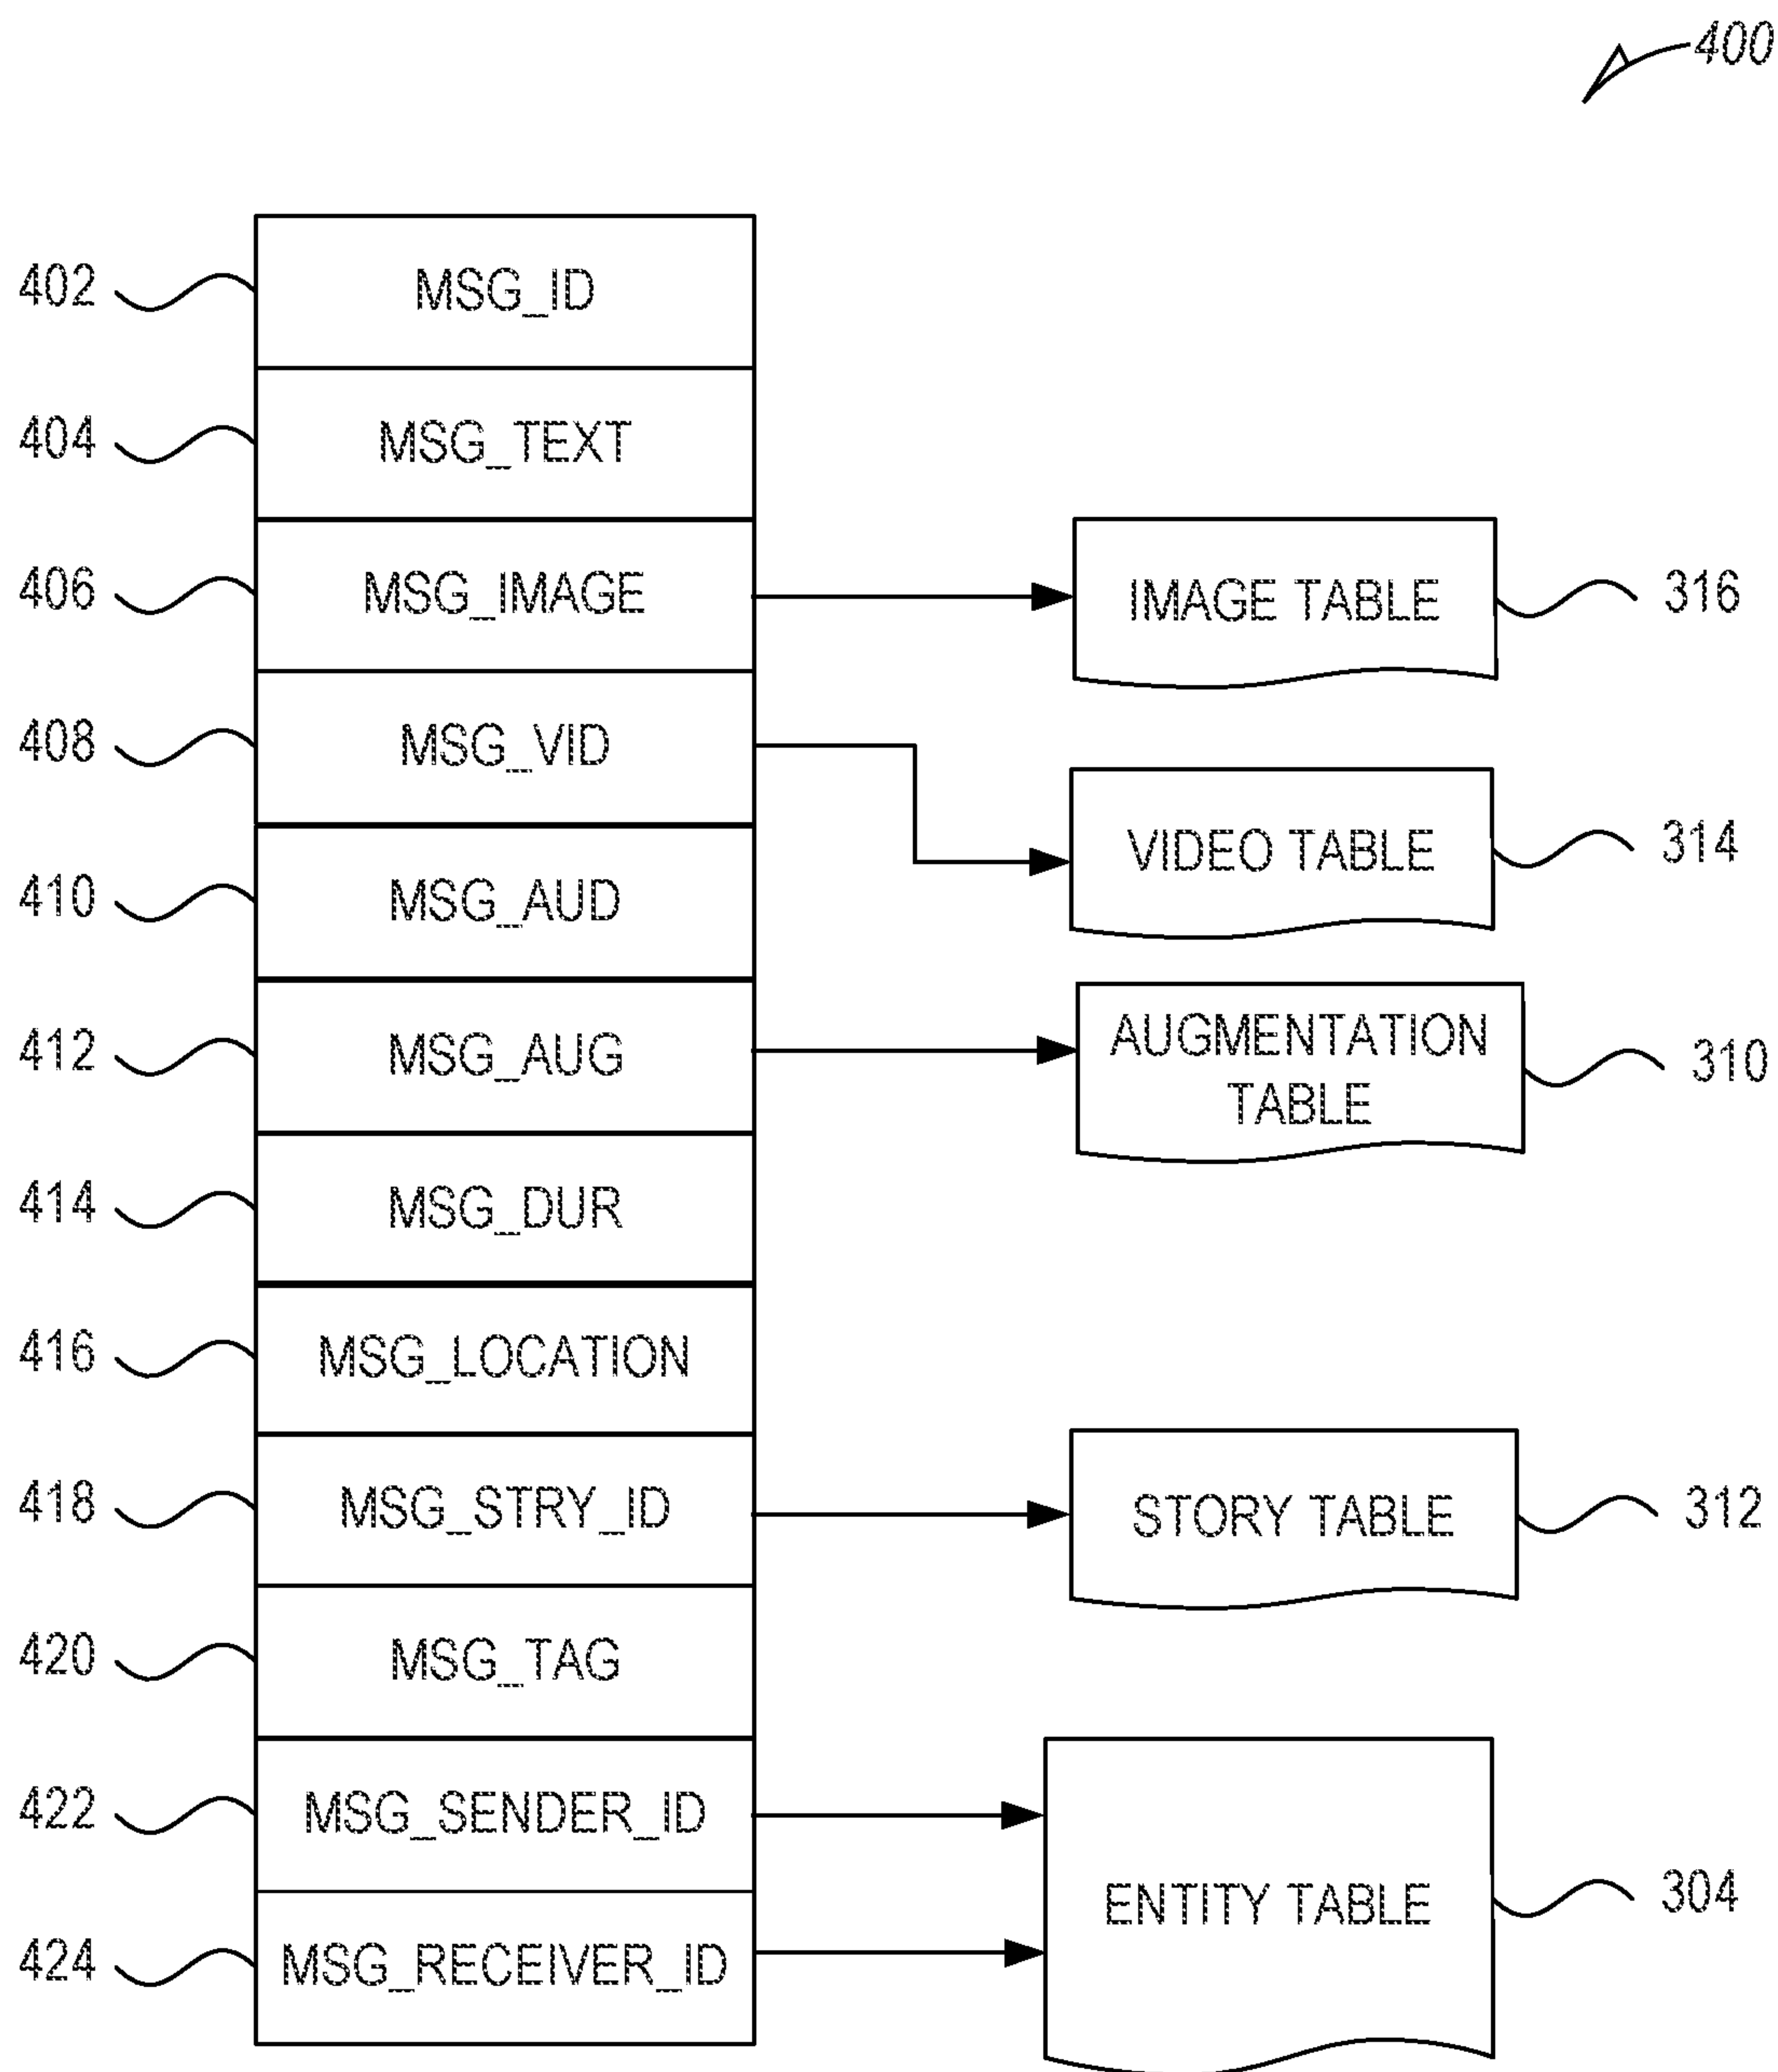 400
402 MSG_ID
404 MSG_TEXT
406 MSG_IMAGE IMAGE TABLE 316
408 MSG_VID VIDEO TABLE 314
410 MSG_AUD
412 MSG_AUG AUGMENTATION TABLE 310
414 MSG_DUR
416 MSG_LOCATION
418 MSG_STRY_ID STORY TABLE 312
420 MSG_TAG
422 MSG_SENDER_ID
ENTITY TABLE 304
424 MSG_RECEIVER_ID